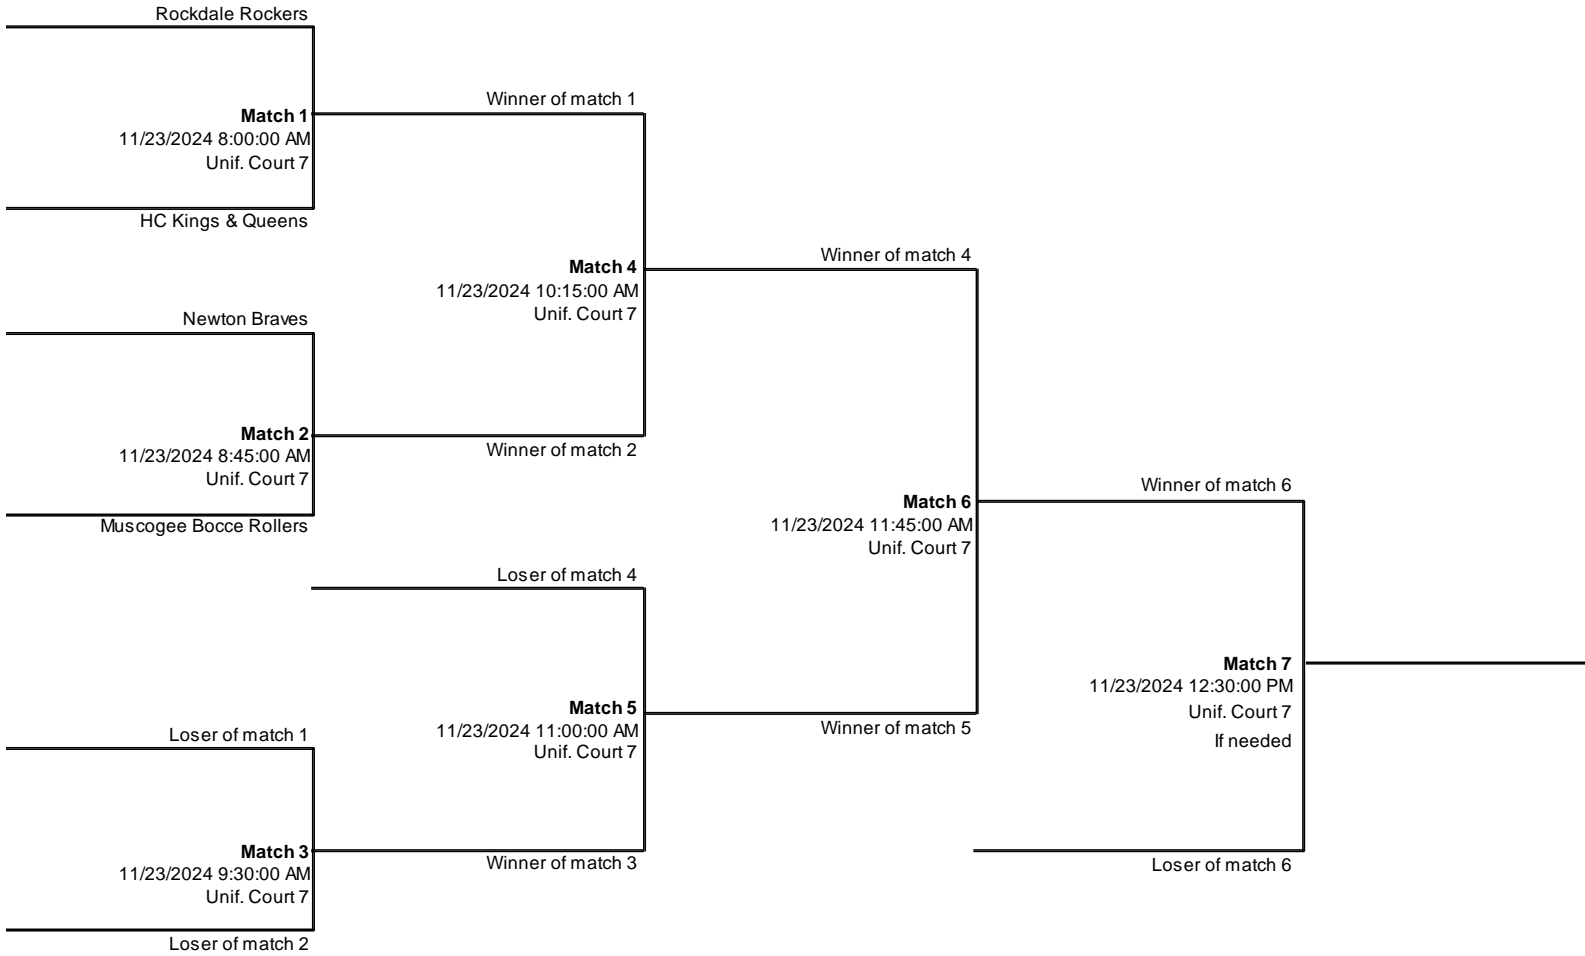 Rockdale Rockers
Match 1
11/23/2024 8:00:00 AM
Unif. Court 7
HC Kings & Queens
Winner of match 1
Match 4
11/23/2024 10:15:00 AM
Unif. Court 7
Winner of match 2
Newton Braves
Match 2
11/23/2024 8:45:00 AM
Unif. Court 7
Muscogee Bocce Rollers
Winner of match 4
Match 6
11/23/2024 11:45:00 AM
Unif. Court 7
Winner of match 5
Loser of match 4
Match 5
11/23/2024 11:00:00 AM
Unif. Court 7
Winner of match 3
Loser of match 1
Match 3
11/23/2024 9:30:00 AM
Unif. Court 7
Loser of match 2
Winner of match 6
Match 7
11/23/2024 12:30:00 PM
Unif. Court 7
If needed
Loser of match 6